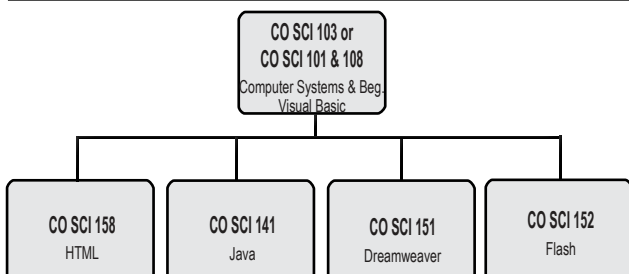 CO SCI 103 or
CO SCI 101 & 108
Computer Systems & Beg.
Visual Basic
CO SCI 158
HTML
CO SCI 141
Java
CO SCI 151
Dreamweaver
CO SCI 152
Flash